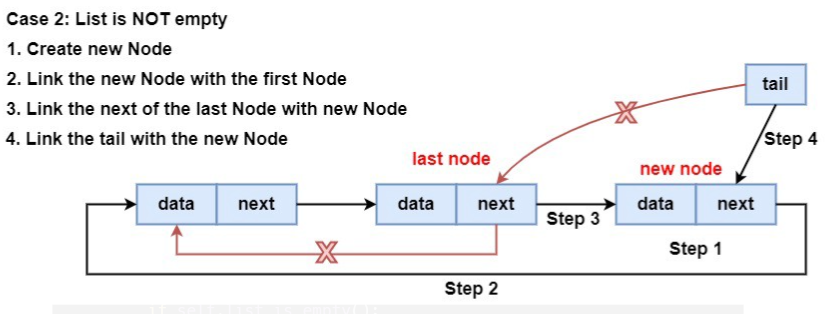 Case 2: List is NOT empty
1. Create new Node
2. Link the new Node with the first Node
3. Link the next of the last Node with new Node
4. Link the tail with the new Node
tail
X
Step 4
last node
new node
data next
data next
data next
Step 3
Step 1
X
Step 2